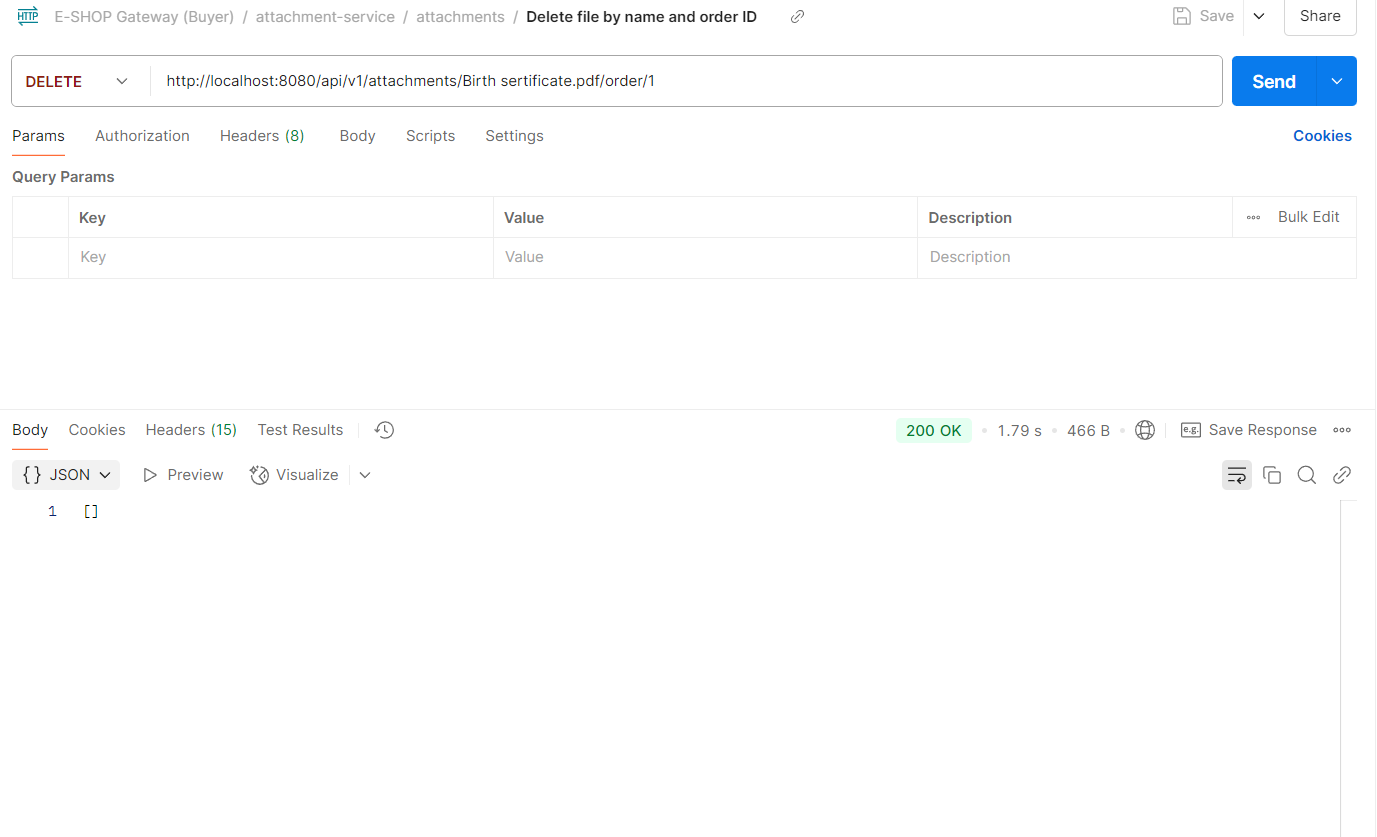 HTTP E-SHOP Gateway (Buyer) / attachment-service / attachments / Delete file by name and order ID Save Share
DELETE http://localhost:8080/api/v1/attachments/Birth sertificate.pdf/order/1 Send
Params Authorization Headers (8) Body Scripts Settings Cookies
Query Params
Key Value Description Bulk Edit
Key Value Description
Body Cookies Headers (15) Test Results 200 OK 1.79 s 466 B e.g. Save Response
{} JSON Preview Visualize
1 []